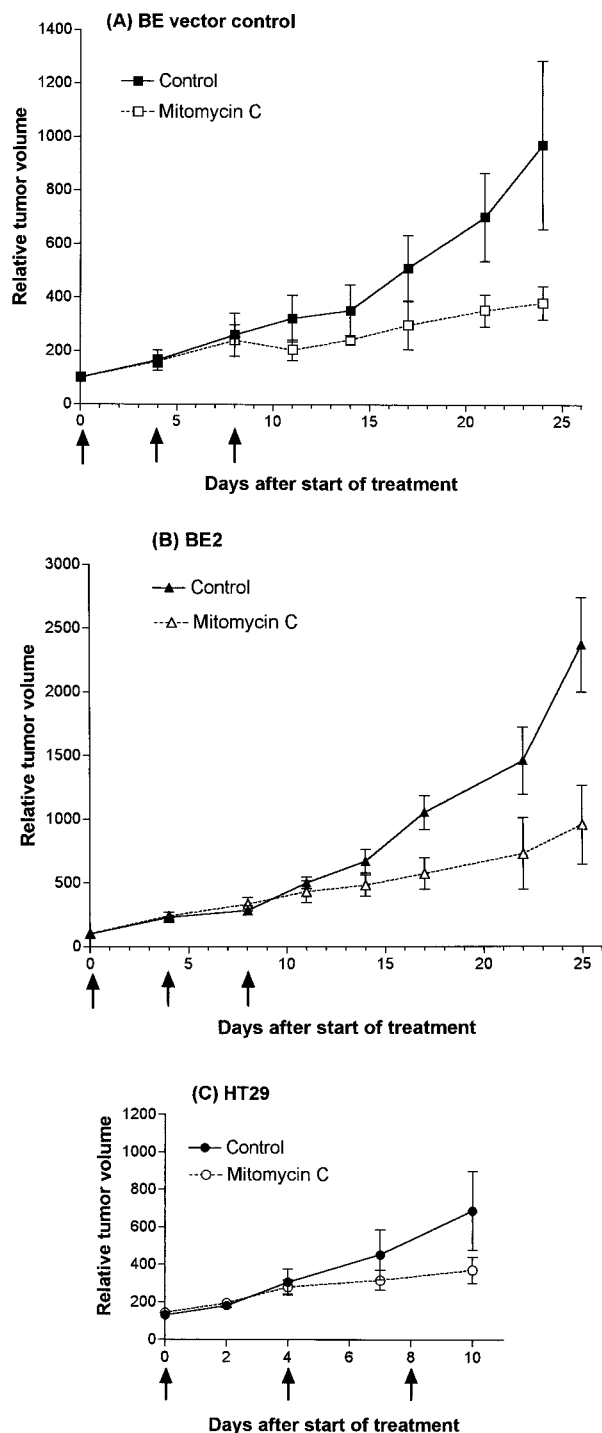 (A) BE vector control
1400
1200
1000
800
600
400
200
0
Relative tumor volume
Control
Mitomycin C
0 5 10 15 20 25
Days after start of treatment
(B) BE2
3000
2500
2000
1500
1000
500
0
Relative tumor volume
Control
Mitomycin C
0 5 10 15 20 25
Days after start of treatment
(C) HT29
1200
1000
800
600
400
200
0
Relative tumor volume
Control
Mitomycin C
0 2 4 6 8 10
Days after start of treatment